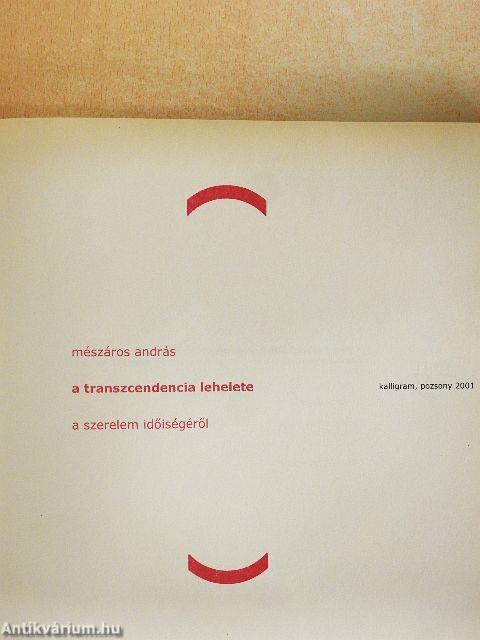 mészáros andrás
a transzcendencia lehelete
kalligram, pozsony 2001
a szerelem időiségéről
Antikvárium.hu